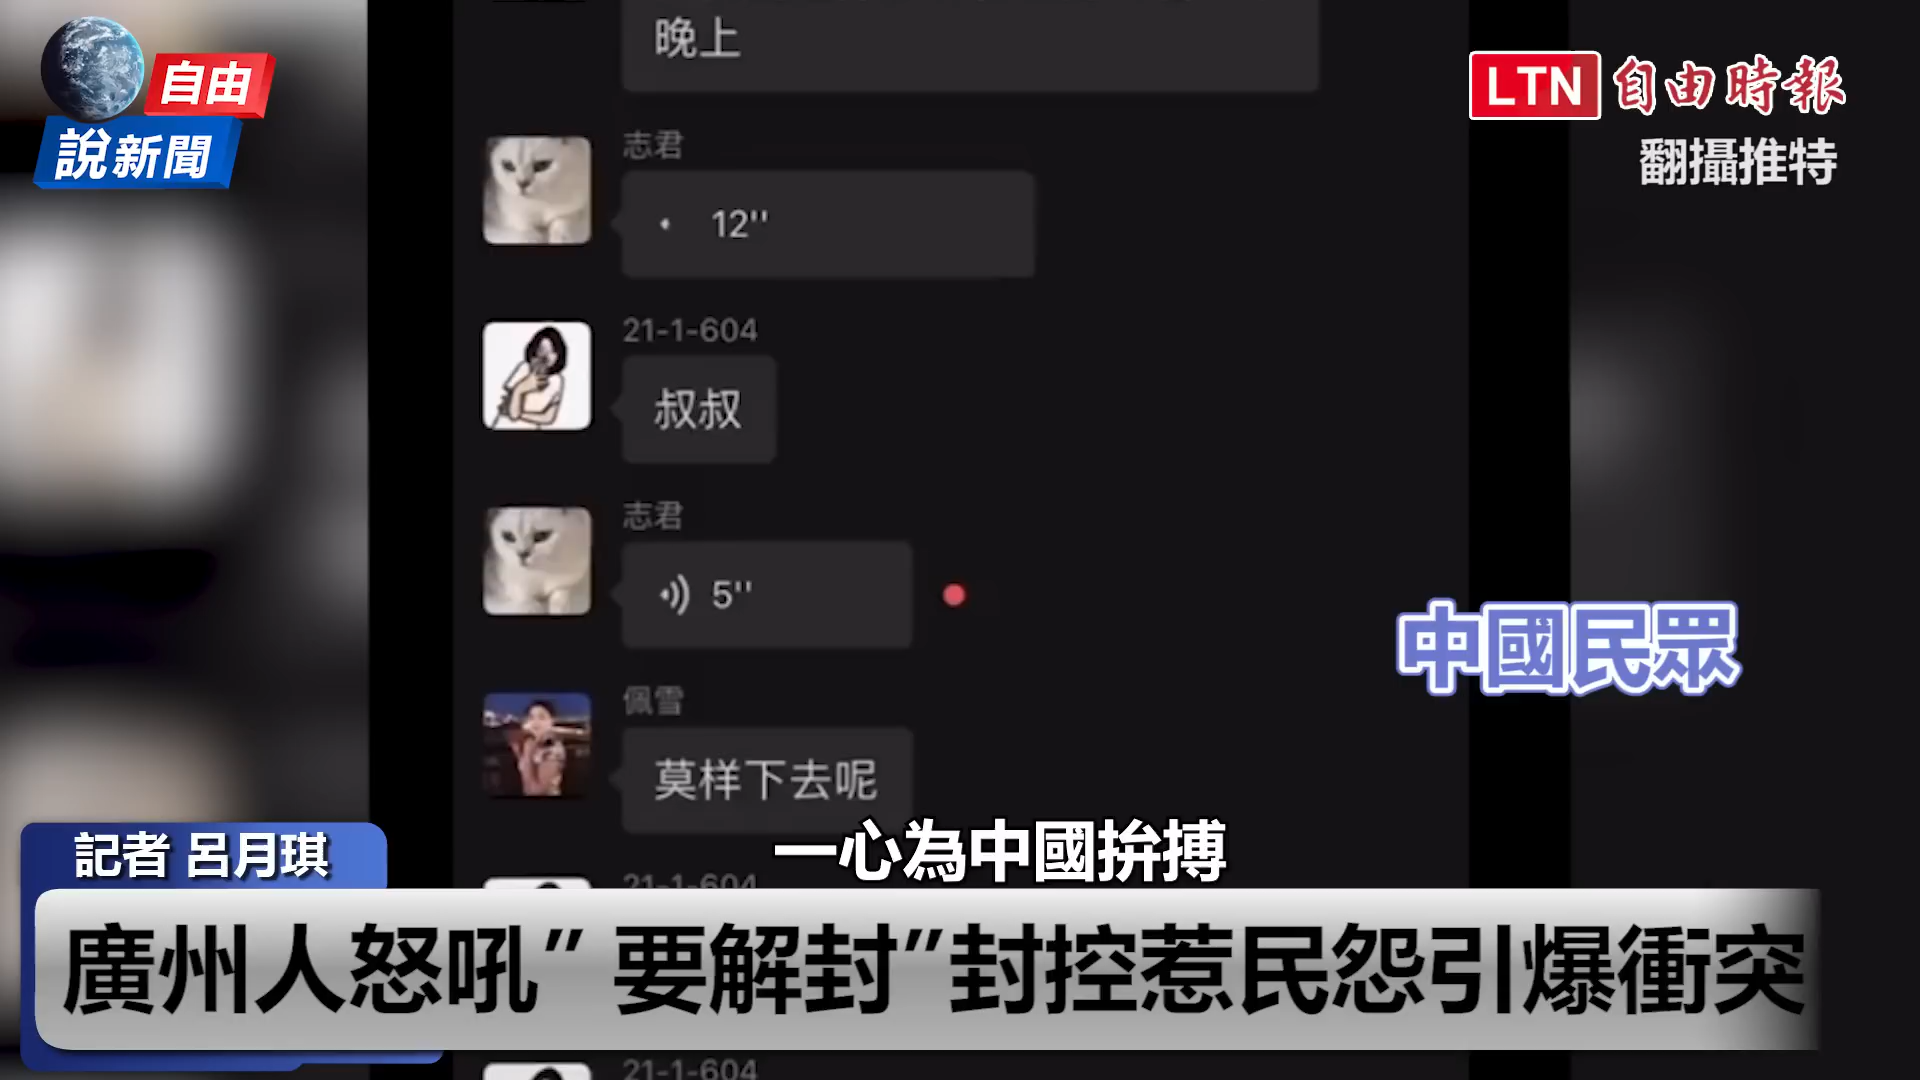 晚上
自由
說新聞
LTN 自由時報
翻攝推特
志君
12''
21-1-604
叔叔
志君
5''
中國民眾
佩雪
莫样下去呢
一心為中國拚搏
記者 呂月琪
21-1-604
廣州人怒吼” 要解封”封控惹民怨引爆衝突
21-1-604